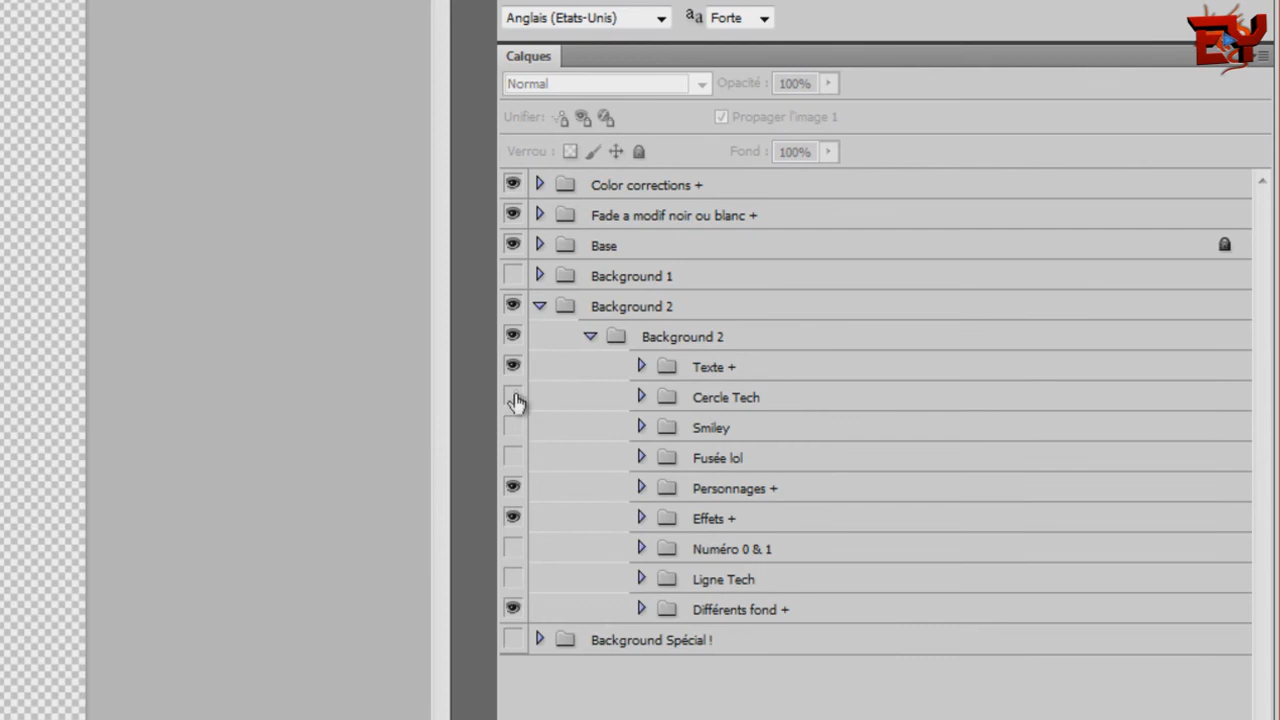 Anglais (Etats-Unis) aa Forte
EY
Calques
Normal Opacité : 100%
Unifier: Propager l'image 1
Verrou : Fond : 100%
Color corrections +
Fade a modif noir ou blanc +
Base
Background 1
Background 2
Background 2
Texte +
Cercle Tech
Smiley
Fusée lol
Personnages +
Effets +
Numéro 0 & 1
Ligne Tech
Différents fond +
Background Spécial !